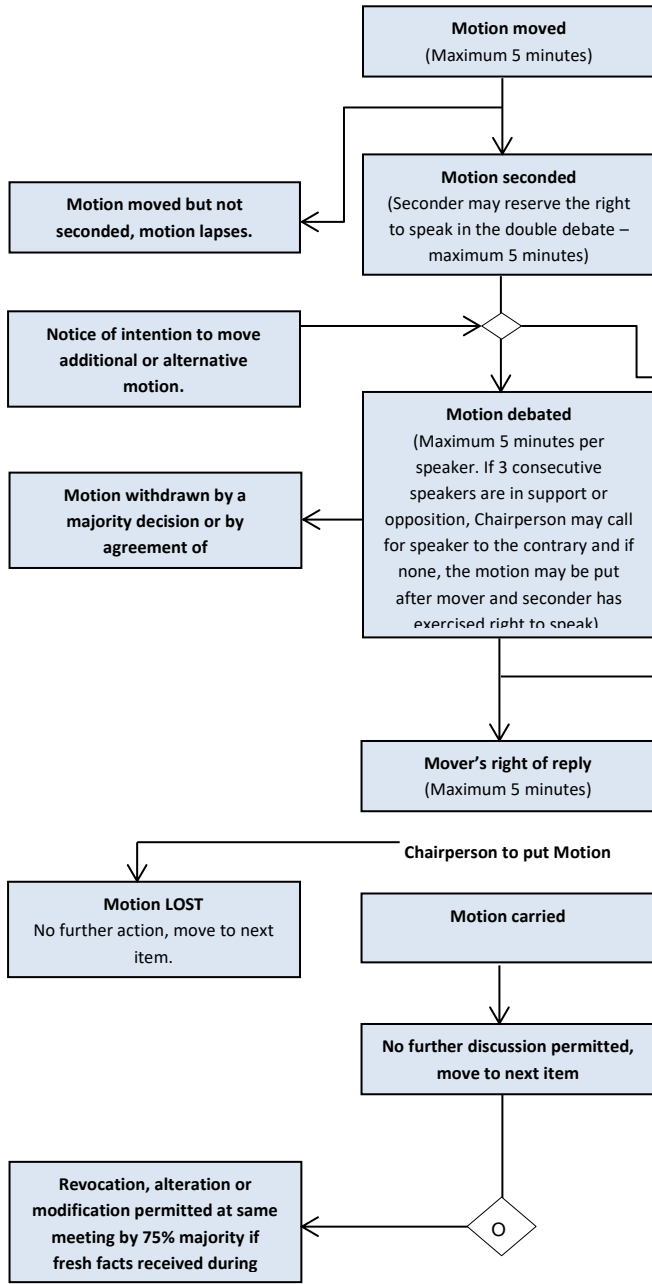 Motion moved
(Maximum 5 minutes)
Motion seconded
(Seconder may reserve the right
to speak in the double debate –
maximum 5 minutes)
Motion moved but not
seconded, motion lapses.
Notice of intention to move
additional or alternative
motion.
Motion debated
(Maximum 5 minutes per
speaker. If 3 consecutive
speakers are in support or
opposition, Chairperson may call
for speaker to the contrary and if
none, the motion may be put
after mover and seconder has
exercised right to speak)
Motion withdrawn by a
majority decision or by
agreement of
Mover’s right of reply
(Maximum 5 minutes)
Chairperson to put Motion
Motion LOST
No further action, move to next
item.
Motion carried
No further discussion permitted,
move to next item
Revocation, alteration or
modification permitted at same
meeting by 75% majority if
fresh facts received during
O